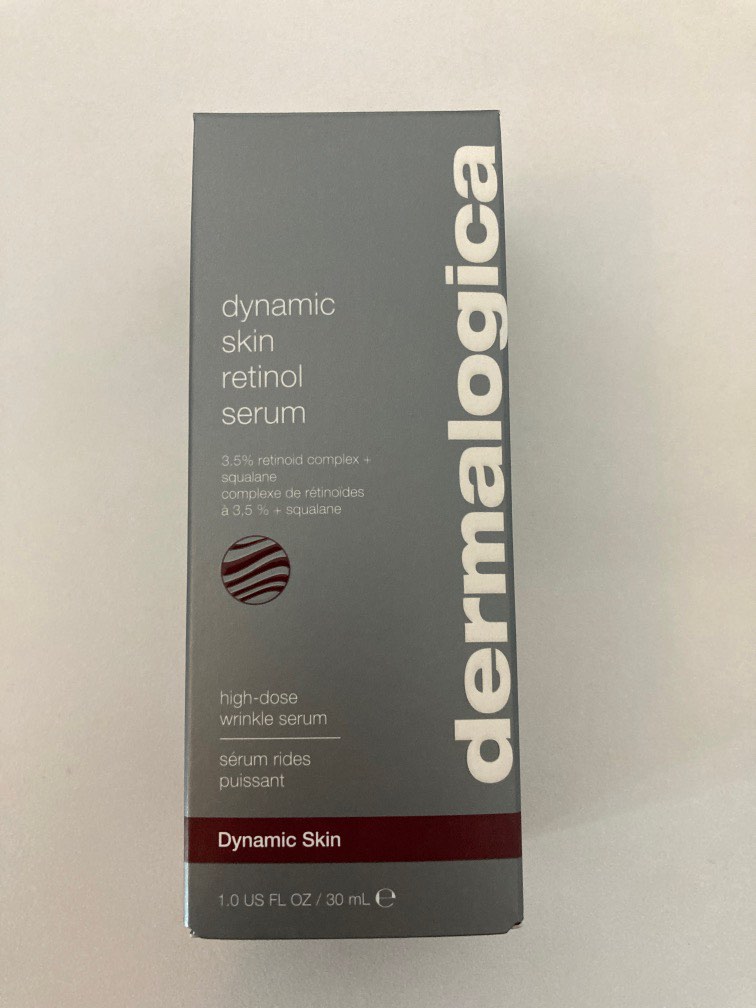 dermalogica
dynamic
skin
retinol
serum
3.5% retinoid complex +
squalane
complexe de rétinoïdes
à 3,5 % + squalane
high-dose
wrinkle serum
sérum rides
puissant
Dynamic Skin
1.0 US FL OZ / 30 mL ℮